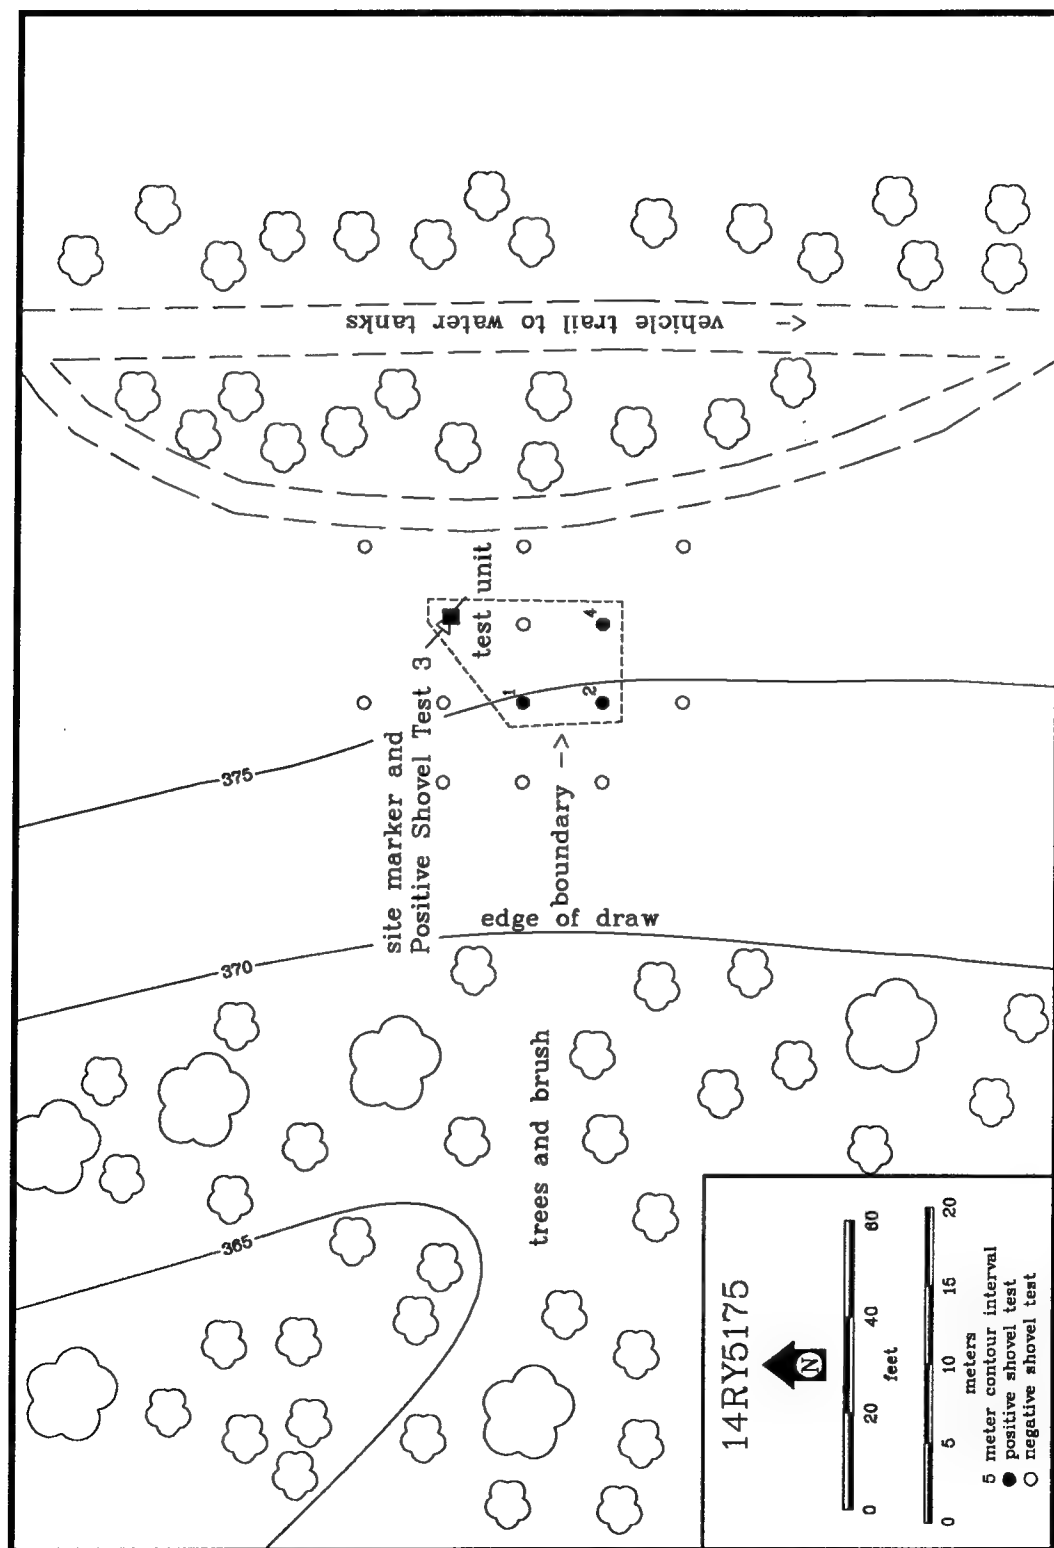 vehicle trail to water tanks
<-
site marker and
Positive Shovel Test 3
test unit
1
2
4
boundary ->
375
edge of draw
370
trees and brush
365
14RY5175
N
0 20 40 60
feet
0 5 10 15 20
meters
5 meter contour interval
positive shovel test
negative shovel test